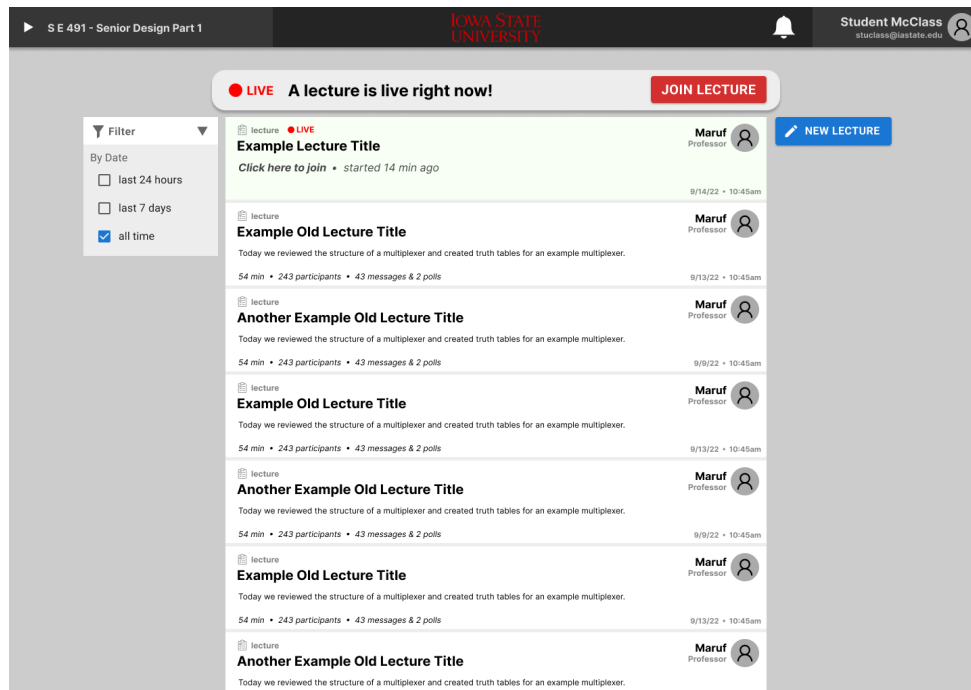 S E 491 - Senior Design Part 1
IOWA STATE
UNIVERSITY
Student McClass
stuclass@iastate.edu
LIVE A lecture is live right now!
JOIN LECTURE
Filter
By Date
last 24 hours
last 7 days
all time
NEW LECTURE
lecture LIVE
Example Lecture Title
Click here to join • started 14 min ago
Maruf
Professor
9/14/22 • 10:45am
lecture
Example Old Lecture Title
Today we reviewed the structure of a multiplexer and created truth tables for an example multiplexer.
54 min • 243 participants • 43 messages & 2 polls
Maruf
Professor
9/13/22 • 10:45am
lecture
Another Example Old Lecture Title
Today we reviewed the structure of a multiplexer and created truth tables for an example multiplexer.
54 min • 243 participants • 43 messages & 2 polls
Maruf
Professor
9/9/22 • 10:45am
lecture
Example Old Lecture Title
Today we reviewed the structure of a multiplexer and created truth tables for an example multiplexer.
54 min • 243 participants • 43 messages & 2 polls
Maruf
Professor
9/13/22 • 10:45am
lecture
Another Example Old Lecture Title
Today we reviewed the structure of a multiplexer and created truth tables for an example multiplexer.
54 min • 243 participants • 43 messages & 2 polls
Maruf
Professor
9/9/22 • 10:45am
lecture
Example Old Lecture Title
Today we reviewed the structure of a multiplexer and created truth tables for an example multiplexer.
54 min • 243 participants • 43 messages & 2 polls
Maruf
Professor
9/13/22 • 10:45am
lecture
Another Example Old Lecture Title
Today we reviewed the structure of a multiplexer and created truth tables for an example multiplexer.
Maruf
Professor